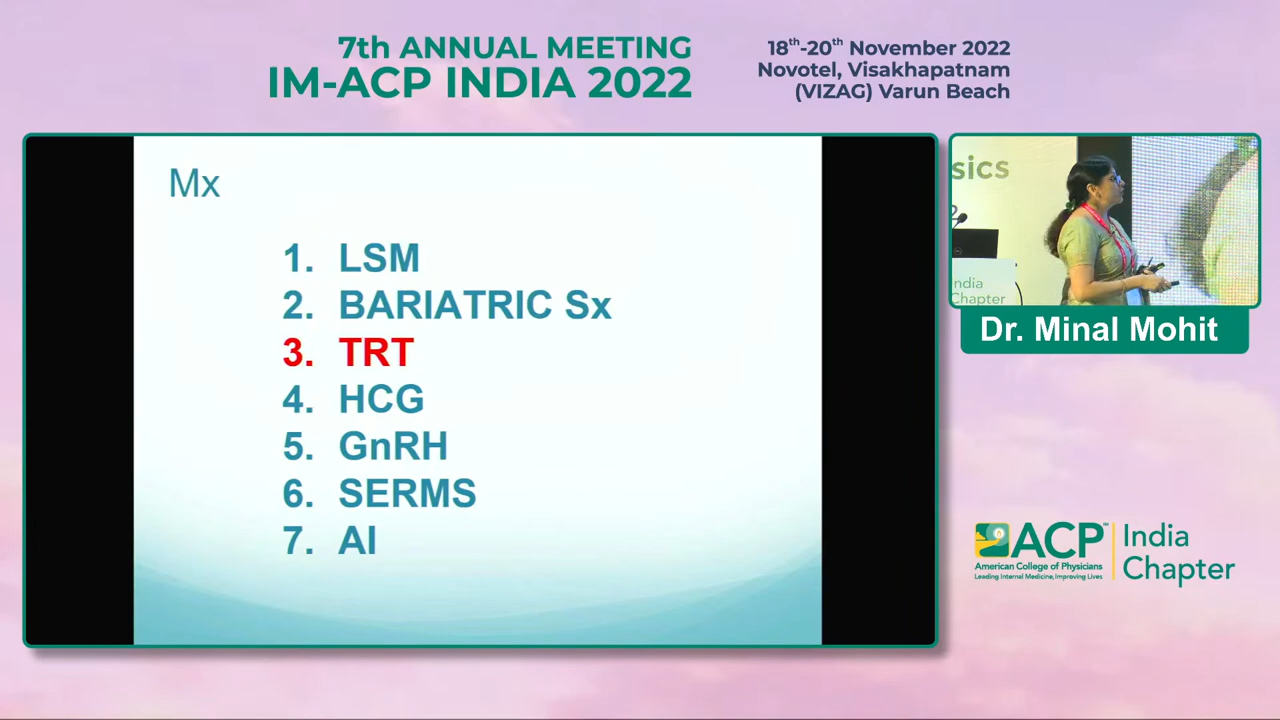 7th ANNUAL MEETING
IM-ACP INDIA 2022
18th-20th November 2022
Novotel, Visakhapatnam
(VIZAG) Varun Beach
Mx
1. LSM
2. BARIATRIC Sx
3. TRT
4. HCG
5. GnRH
6. SERMS
7. AI
sics
ndia
Chapter
Dr. Minal Mohit
ACP
American College of Physicians
Leading Internal Medicine, Improving Lives
India
Chapter